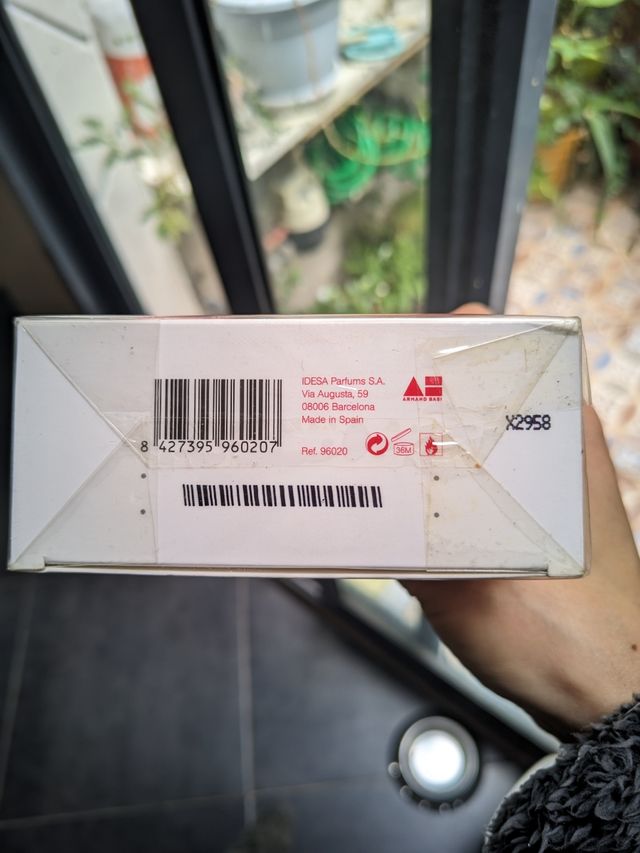 IDESA Parfums S.A.
Via Augusta, 59
08006 Barcelona
Made in Spain
Ref. 96020
ARMAND BASI
36M
X2958
8 427395 960207